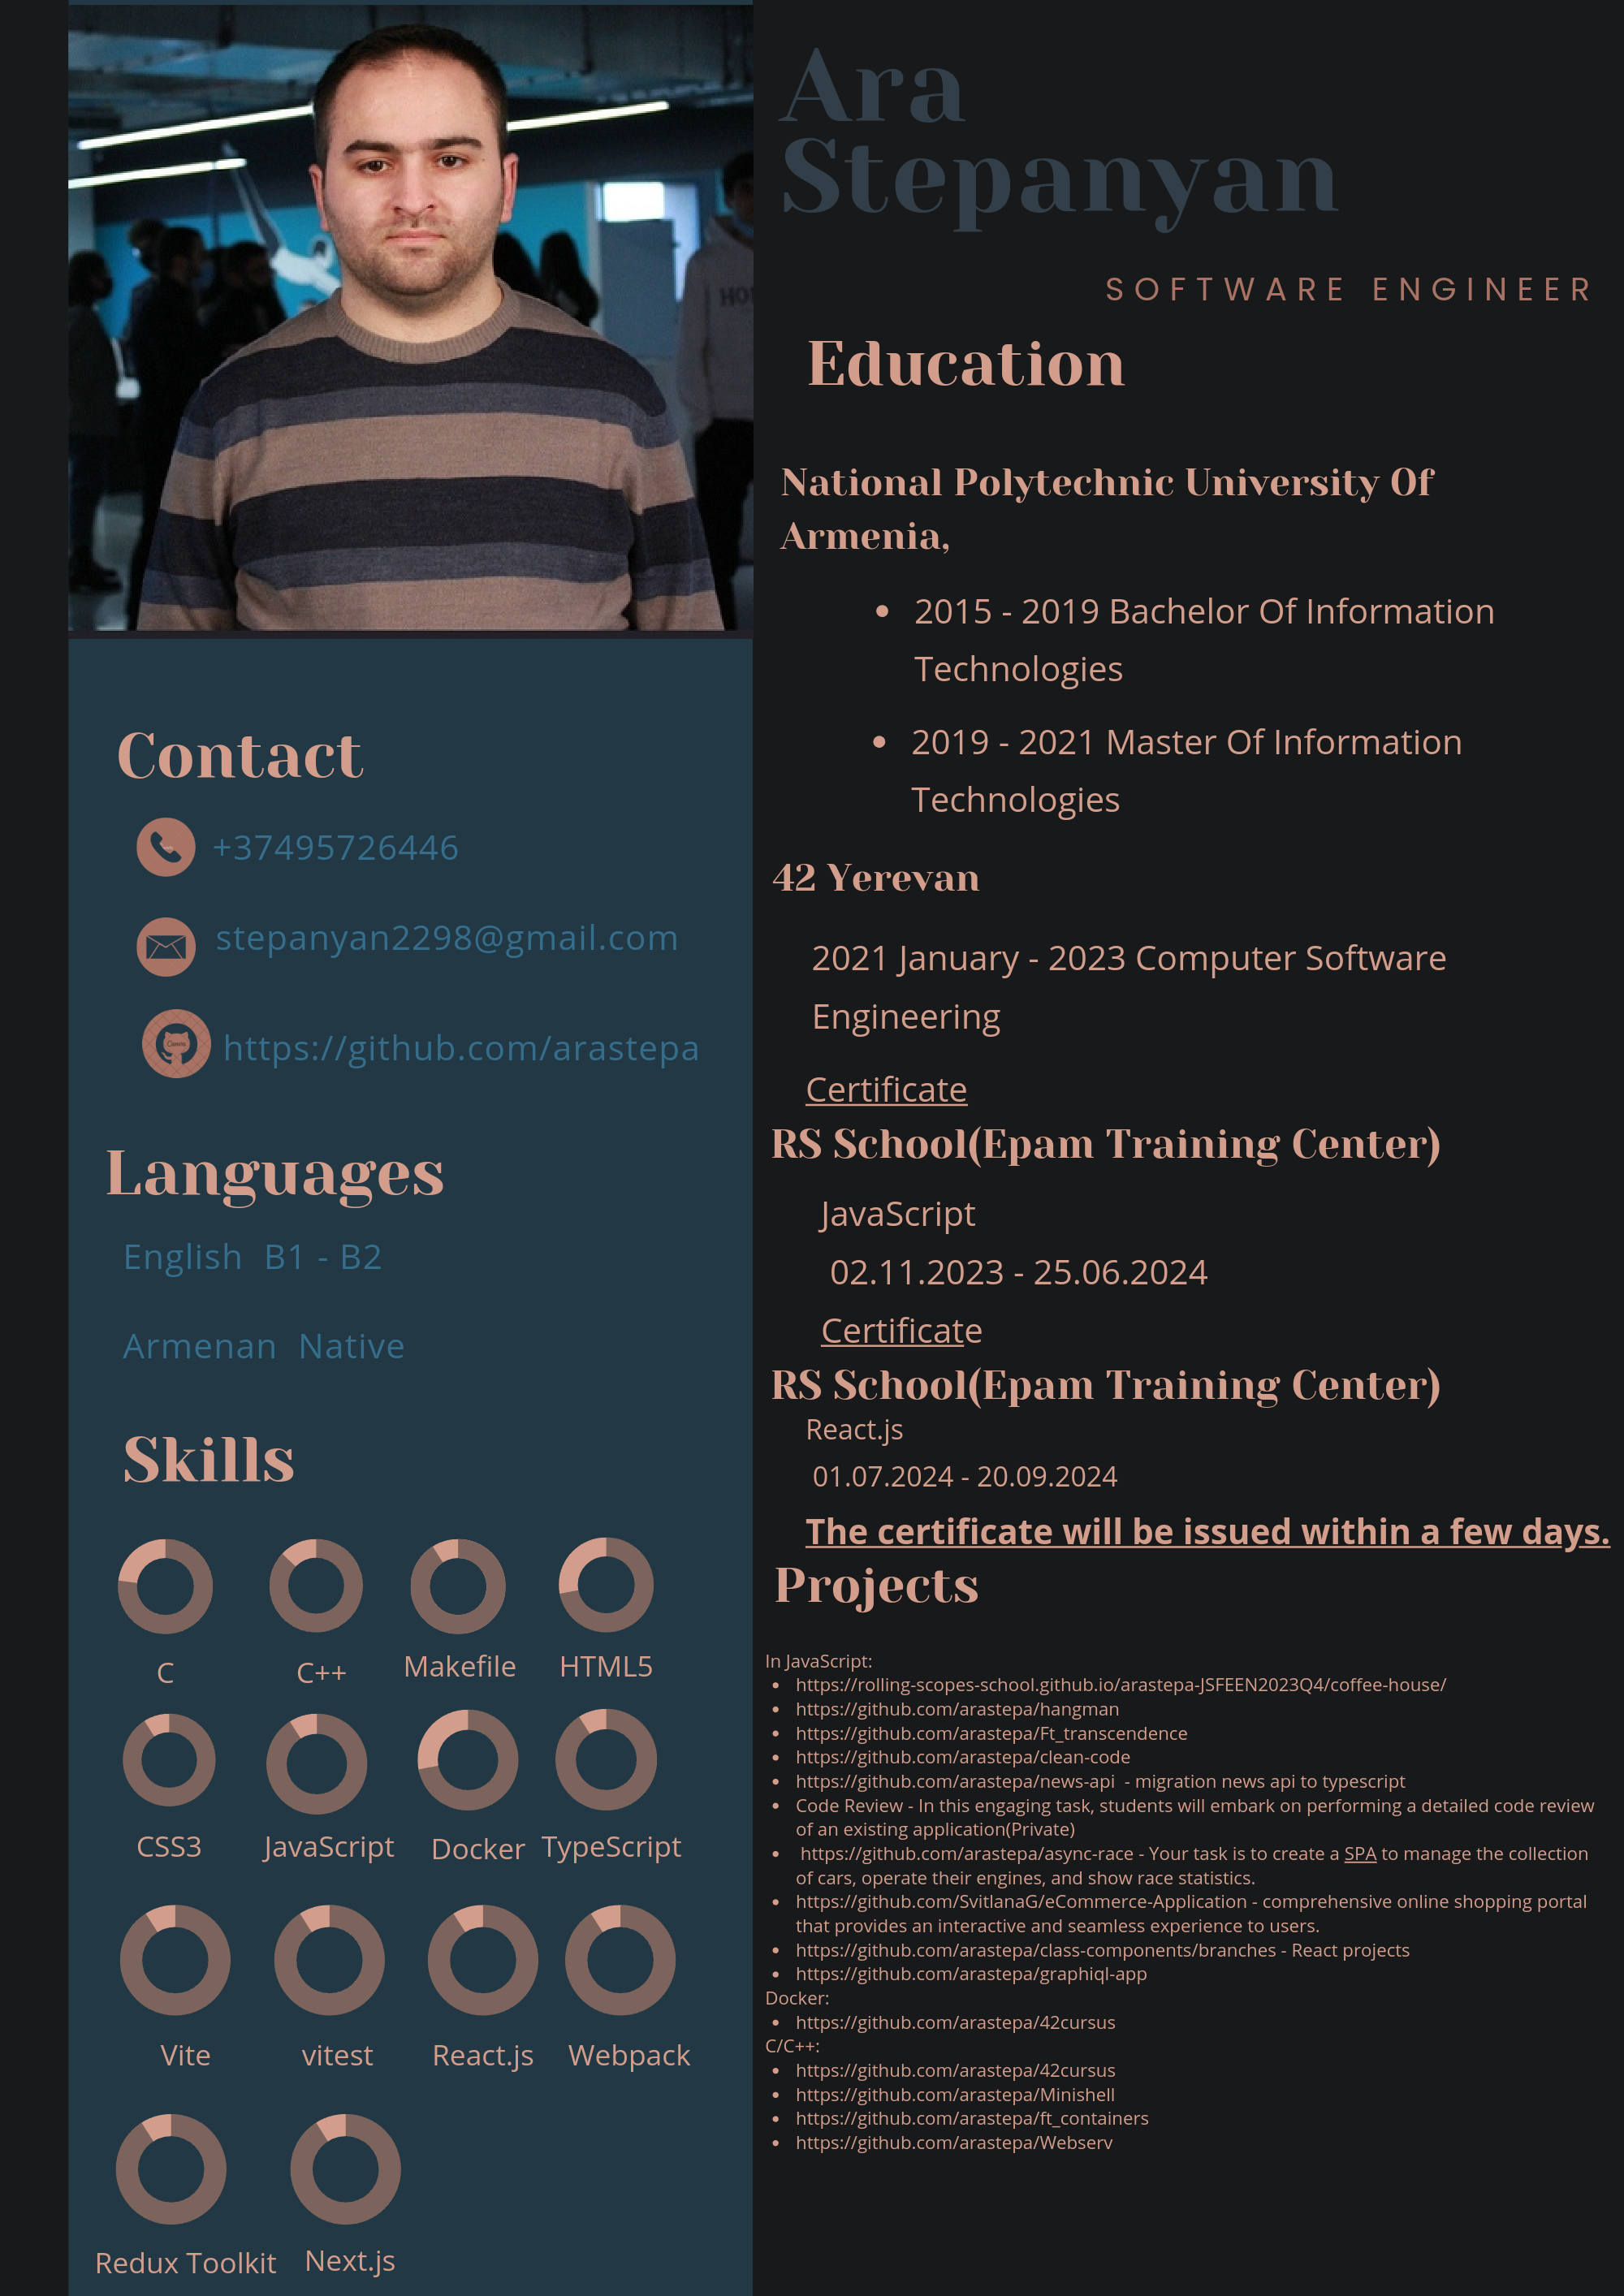 Ara
Stepanyan
SOFTWARE ENGINEER
Contact
+37495726446
stepanyan2298@gmail.com
https://github.com/arastepa
Languages
English B1 - B2
Armenan Native
Skills
C
C++
Makefile
HTML5
CSS3
JavaScript
Docker
TypeScript
Vite
vitest
React.js
Webpack
Redux Toolkit
Next.js
Education
National Polytechnic University Of
Armenia,
• 2015 - 2019 Bachelor Of Information
Technologies
• 2019 - 2021 Master Of Information
Technologies
42 Yerevan
2021 January - 2023 Computer Software
Engineering
Certificate
RS School(Epam Training Center)
JavaScript
02.11.2023 - 25.06.2024
Certificate
RS School(Epam Training Center)
React.js
01.07.2024 - 20.09.2024
The certificate will be issued within a few days.
Projects
In JavaScript:
• https://rolling-scopes-school.github.io/arastepa-JSFEEN2023Q4/coffee-house/
• https://github.com/arastepa/hangman
• https://github.com/arastepa/Ft_transcendence
• https://github.com/arastepa/clean-code
• https://github.com/arastepa/news-api - migration news api to typescript
• Code Review - In this engaging task, students will embark on performing a detailed code review
of an existing application(Private)
• https://github.com/arastepa/async-race - Your task is to create a SPA to manage the collection
of cars, operate their engines, and show race statistics.
• https://github.com/SvitlanaG/eCommerce-Application - comprehensive online shopping portal
that provides an interactive and seamless experience to users.
• https://github.com/arastepa/class-components/branches - React projects
• https://github.com/arastepa/graphiql-app
Docker:
• https://github.com/arastepa/42cursus
C/C++:
• https://github.com/arastepa/42cursus
• https://github.com/arastepa/Minishell
• https://github.com/arastepa/ft_containers
• https://github.com/arastepa/Webserv